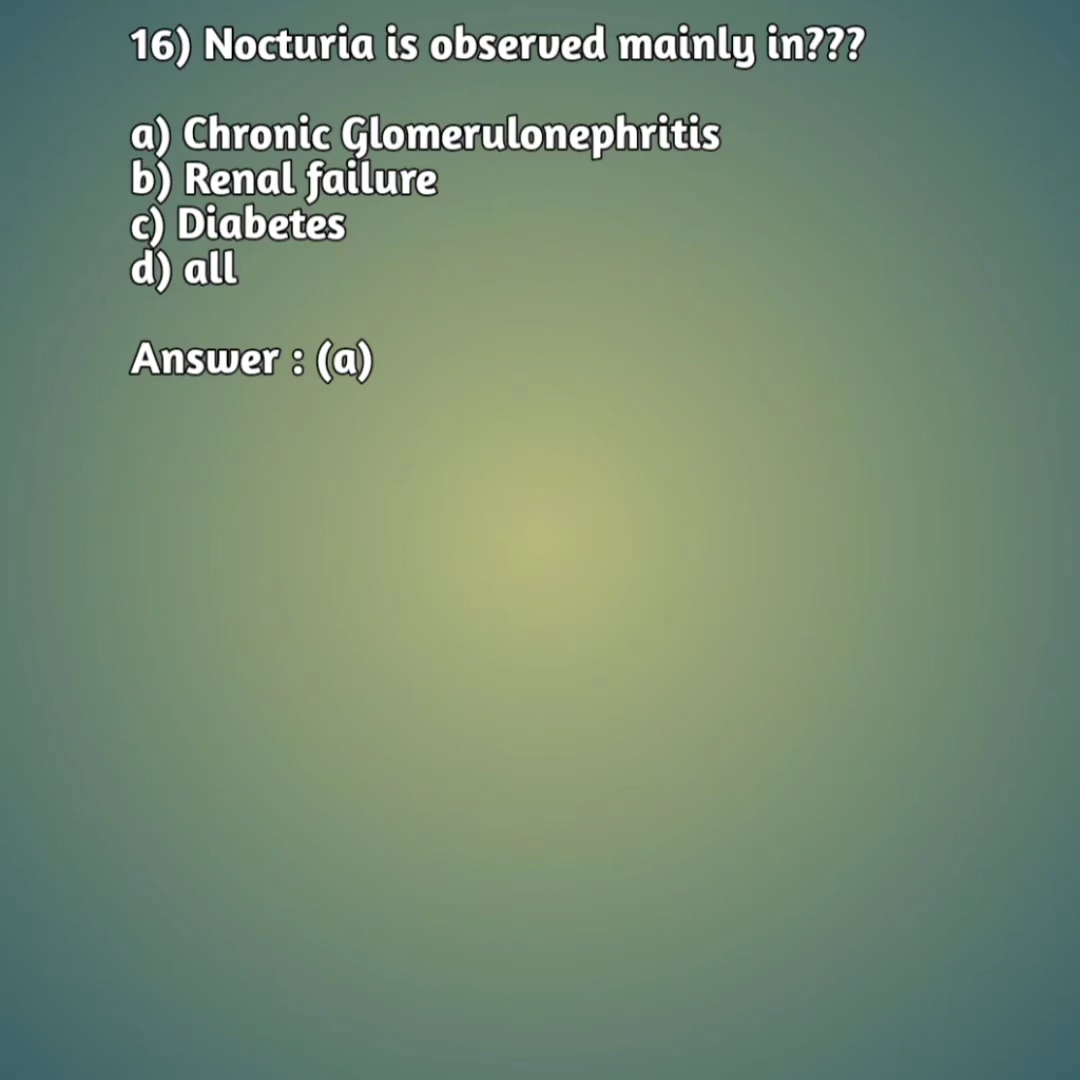 16) Nocturia is observed mainly in???
a) Chronic Glomerulonephritis
b) Renal failure
c) Diabetes
d) all
Answer : (a)